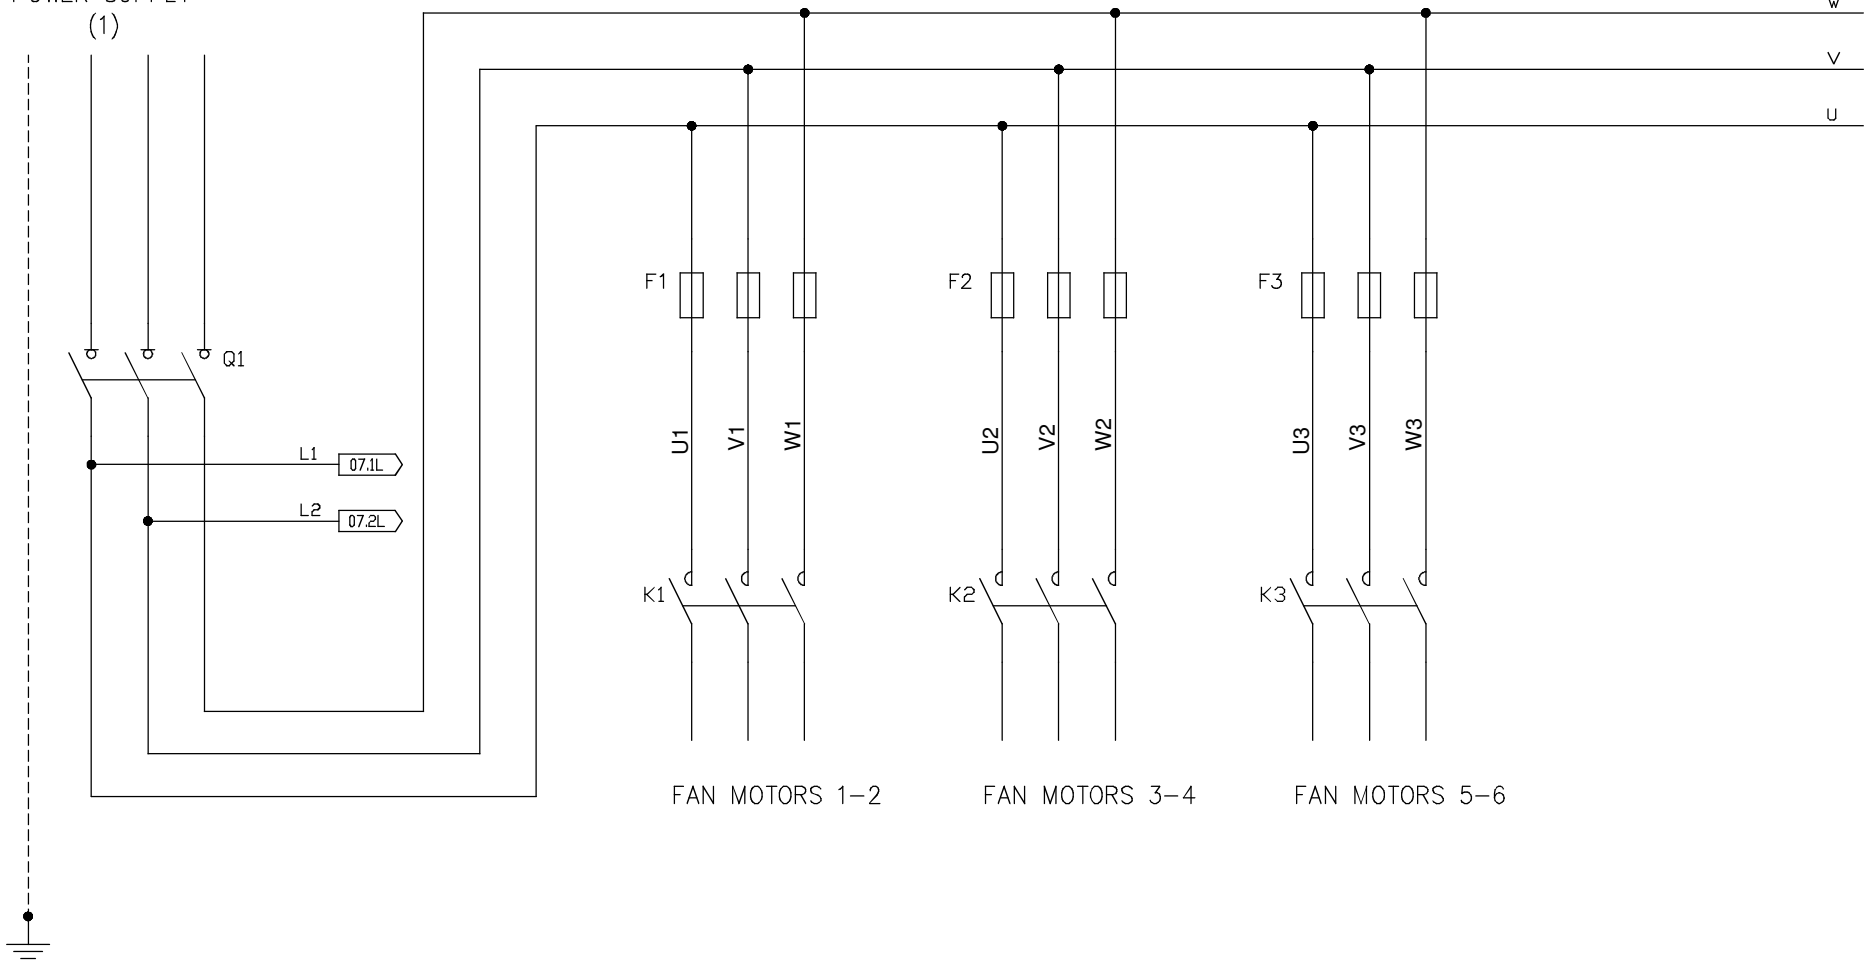 POWER SUPPLY
(1)
W
V
U
F1
F2
F3
Q1
U1
V1
W1
U2
V2
W2
U3
V3
W3
L1
07.1L
L2
07.2L
K1
K2
K3
FAN MOTORS 1-2
FAN MOTORS 3-4
FAN MOTORS 5-6